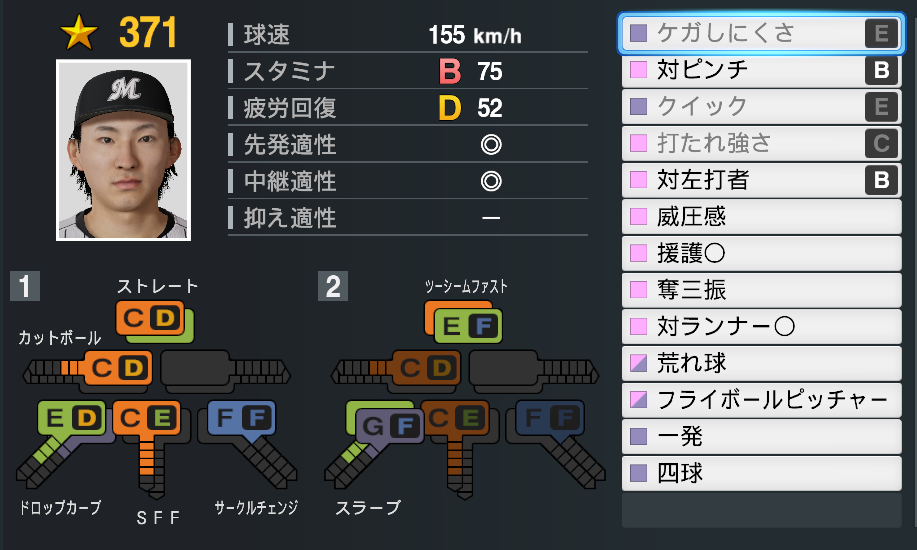 371
M
球速 155 km/h
スタミナ B 75
疲労回復 D 52
先発適性 ◎
中継適性 ◎
抑え適性 ―
ケガしにくさ E
対ピンチ B
クイック E
打たれ強さ C
対左打者 B
威圧感
援護〇
奪三振
対ランナー〇
荒れ球
フライボールピッチャー
一発
四球
1
ストレート
C D
カットボール
C D
E D
C E
F F
ドロップカーブ
SFF
サークルチェンジ
2
ツーシームファスト
E F
C D
G F
C E
F F
スラーブ